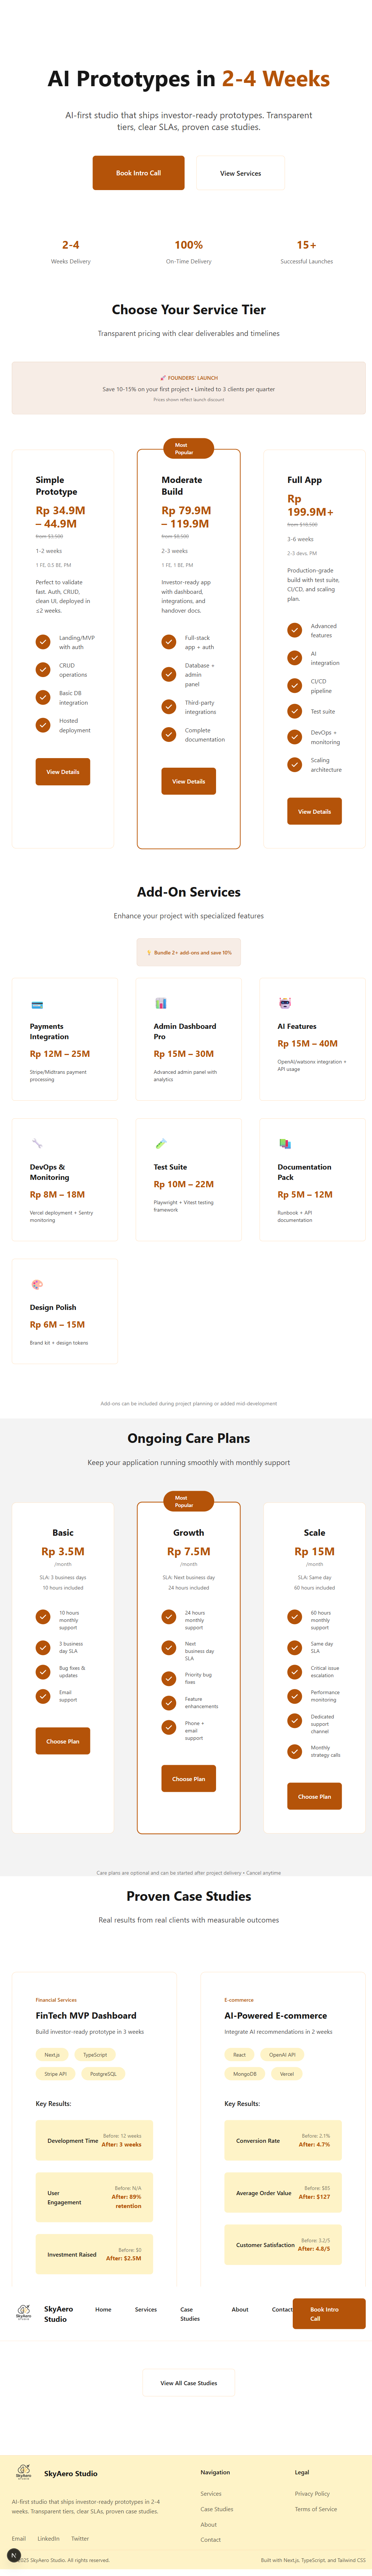 AI Prototypes in 2-4 Weeks
AI-first studio that ships investor-ready prototypes. Transparent
tiers, clear SLAs, proven case studies.
Book Intro Call
View Services
2-4
Weeks Delivery
100%
On-Time Delivery
15+
Successful Launches
Choose Your Service Tier
Transparent pricing with clear deliverables and timelines
🚀 FOUNDERS' LAUNCH
Save 10-15% on your first project • Limited to 3 clients per quarter
Prices shown reflect launch discount
Simple
Prototype
Rp 34.9M
– 44.9M
from $3,500
1-2 weeks
1 FE, 0.5 BE, PM
Perfect to validate
fast. Auth, CRUD,
clean UI, deployed in
≤2 weeks.
Landing/MVP
with auth
CRUD
operations
Basic DB
integration
Hosted
deployment
View Details
Most
Popular
Moderate
Build
Rp 79.9M
– 119.9M
from $8,500
2-3 weeks
1 FE, 1 BE, PM
Investor-ready app
with dashboard,
integrations, and
handover docs.
Full-stack
app + auth
Database +
admin
panel
Third-party
integrations
Complete
documentation
View Details
Full App
Rp
199.9M+
from $18,500
3-6 weeks
2-3 devs, PM
Production-grade
build with test suite,
CI/CD, and scaling
plan.
Advanced
features
AI
integration
CI/CD
pipeline
Test suite
DevOps +
monitoring
Scaling
architecture
View Details
Add-On Services
Enhance your project with specialized features
Bundle 2+ add-ons and save 10%
Payments
Integration
Rp 12M – 25M
Stripe/Midtrans payment
processing
Admin Dashboard
Pro
Rp 15M – 30M
Advanced admin panel with
analytics
AI Features
Rp 15M – 40M
OpenAI/watsonx integration +
API usage
DevOps &
Monitoring
Rp 8M – 18M
Vercel deployment + Sentry
monitoring
Test Suite
Rp 10M – 22M
Playwright + Vitest testing
framework
Documentation
Pack
Rp 5M – 12M
Runbook + API
documentation
Design Polish
Rp 6M – 15M
Brand kit + design tokens
Add-ons can be included during project planning or added mid-development
Ongoing Care Plans
Keep your application running smoothly with monthly support
Basic
Rp 3.5M
/month
SLA: 3 business days
10 hours included
10 hours
monthly
support
3 business
day SLA
Bug fixes &
updates
Email
support
Choose Plan
Most
Popular
Growth
Rp 7.5M
/month
SLA: Next business day
24 hours included
24 hours
monthly
support
Next
business day
SLA
Priority bug
fixes
Feature
enhancements
Phone +
email
support
Choose Plan
Scale
Rp 15M
/month
SLA: Same day
60 hours included
60 hours
monthly
support
Same day
SLA
Critical issue
escalation
Performance
monitoring
Dedicated
support
channel
Monthly
strategy calls
Choose Plan
Care plans are optional and can be started after project delivery • Cancel anytime
Proven Case Studies
Real results from real clients with measurable outcomes
Financial Services
FinTech MVP Dashboard
Build investor-ready prototype in 3 weeks
Next.js
TypeScript
Stripe API
PostgreSQL
Key Results:
Development Time
Before: 12 weeks
After: 3 weeks
User
Engagement
Before: N/A
After: 89%
retention
Investment Raised
Before: $0
After: $2.5M
E-commerce
AI-Powered E-commerce
Integrate AI recommendations in 2 weeks
React
OpenAI API
MongoDB
Vercel
Key Results:
Conversion Rate
Before: 2.1%
After: 4.7%
Average Order Value
Before: $85
After: $127
Customer Satisfaction
Before: 3.2/5
After: 4.8/5
SkyAero
SkyAero
Studio
Home
Services
Case
Studies
About
Contact
Book Intro
Call
View All Case Studies
SkyAero
SkyAero Studio
AI-first studio that ships investor-ready prototypes in 2-4
weeks. Transparent tiers, clear SLAs, proven case studies.
Email
LinkedIn
Twitter
Navigation
Services
Case Studies
About
Contact
Legal
Privacy Policy
Terms of Service
N
2025 SkyAero Studio. All rights reserved.
Built with Next.js, TypeScript, and Tailwind CSS